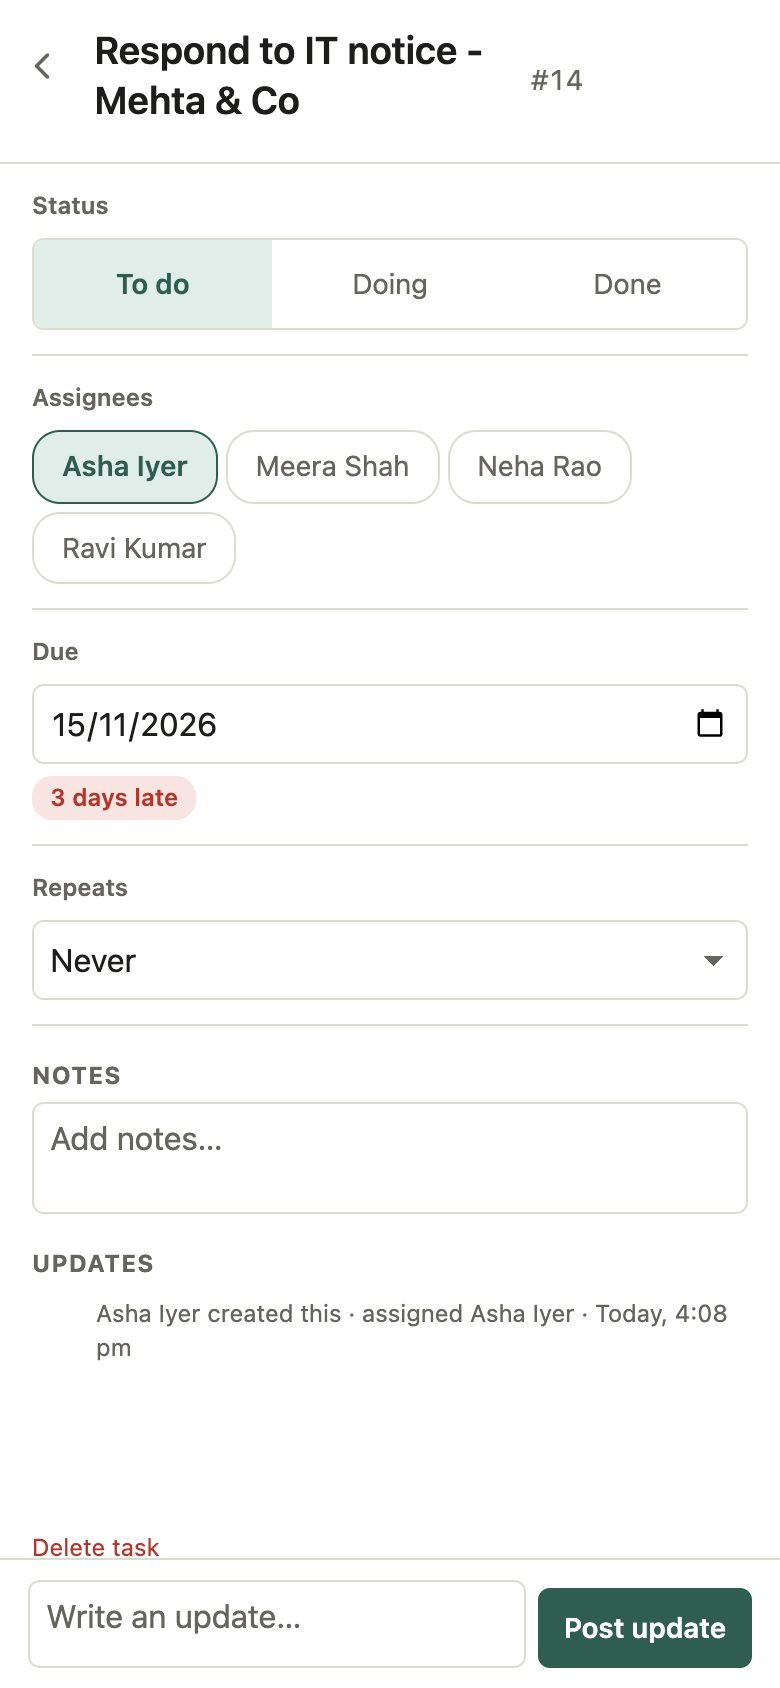 Respond to IT notice -
Mehta & Co
#14
Status
To do
Doing
Done
Assignees
Asha Iyer
Meera Shah
Neha Rao
Ravi Kumar
Due
15/11/2026
3 days late
Repeats
Never
NOTES
Add notes...
UPDATES
Asha Iyer created this · assigned Asha Iyer · Today, 4:08
pm
Delete task
Write an update...
Post update